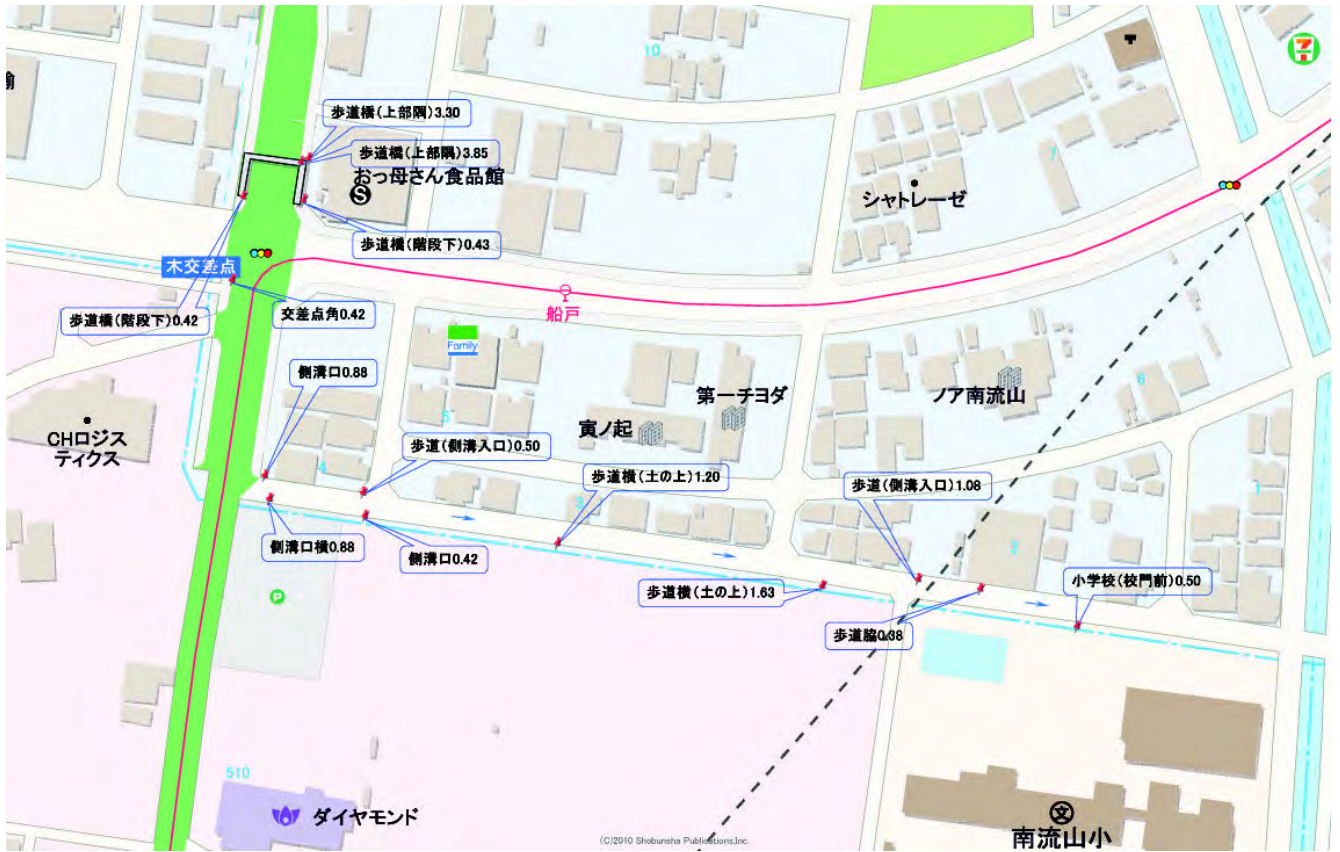 10
歩道橋(上部隅)3.30
歩道橋(上部隅)3.85
おっ母さん食品館
S
7
シャトレーゼ
歩道橋(階段下)0.43
木交差点
歩道橋(階段下)0.42
交差点角0.42
船戸
Family
側溝口0.88
5
第一チヨダ
ノア南流山
6
寅ノ起
CHロジス
ティクス
歩道(側溝入口)0.50
4
歩道横(土の上)1.20
歩道(側溝入口)1.08
3
1
側溝口横0.88
側溝口0.42
2
歩道横(土の上)1.63
小学校(校門前)0.50
P
歩道脇0.38
510
ダイヤモンド
文
南流山小
(C)2010 Shobunsha Publications,Inc.